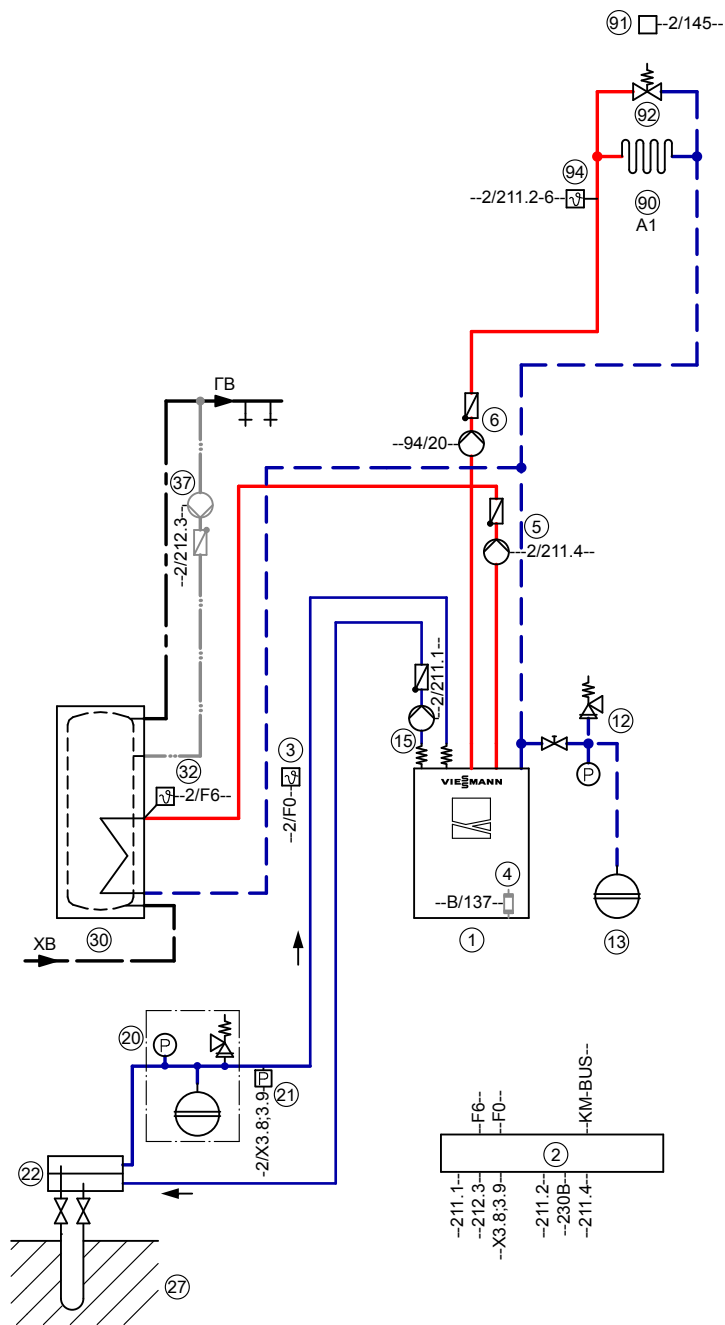 91 --2/145--
92
94
--2/211.2-6--
90
A1
ГВ
6
--94/20--
37
--2/212.3--
5
---2/211.4--
--2/211.1--
15
12
P
3
32
--2/F6--
--2/F0--
VIESSMANN
4
--B/137--
30
1
13
ХВ
20
P
P
21
-2/X3.8;3.9-
22
27
--F6--
--F0--
--KM-BUS--
2
--211.1--
--212.3--
--X3.8;3.9--
--211.2--
--230B--
--211.4--